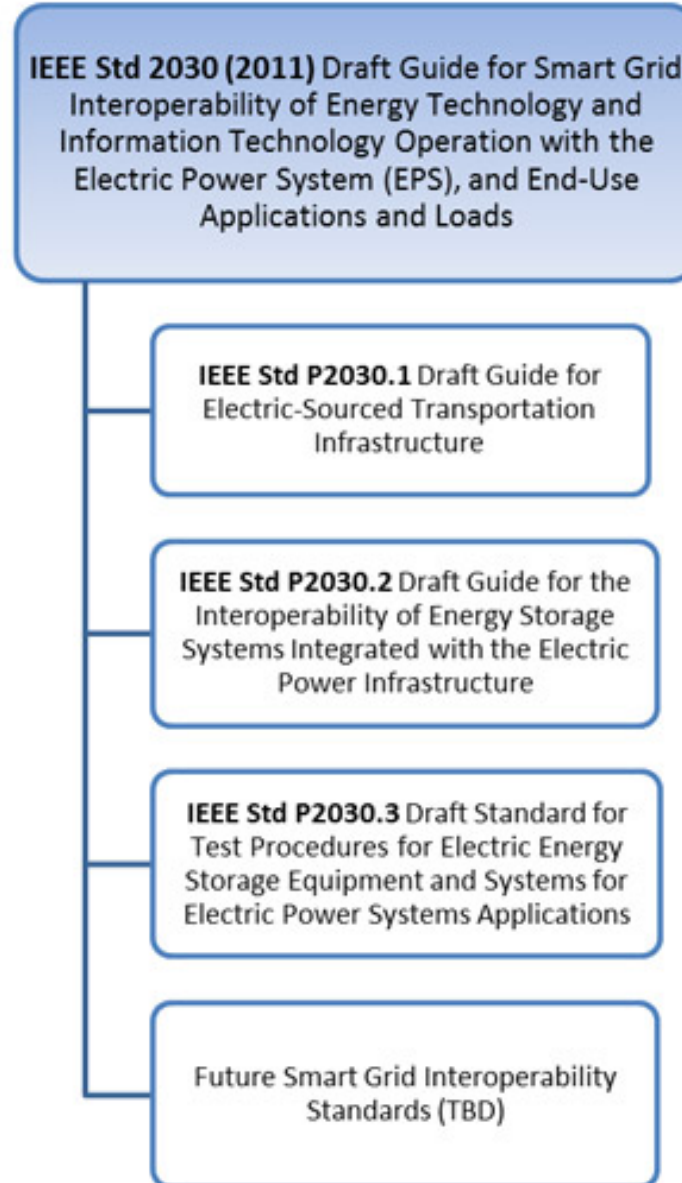 IEEE Std 2030 (2011) Draft Guide for Smart Grid
Interoperability of Energy Technology and
Information Technology Operation with the
Electric Power System (EPS), and End-Use
Applications and Loads
IEEE Std P2030.1 Draft Guide for
Electric-Sourced Transportation
Infrastructure
IEEE Std P2030.2 Draft Guide for the
Interoperability of Energy Storage
Systems Integrated with the Electric
Power Infrastructure
IEEE Std P2030.3 Draft Standard for
Test Procedures for Electric Energy
Storage Equipment and Systems for
Electric Power Systems Applications
Future Smart Grid Interoperability
Standards (TBD)